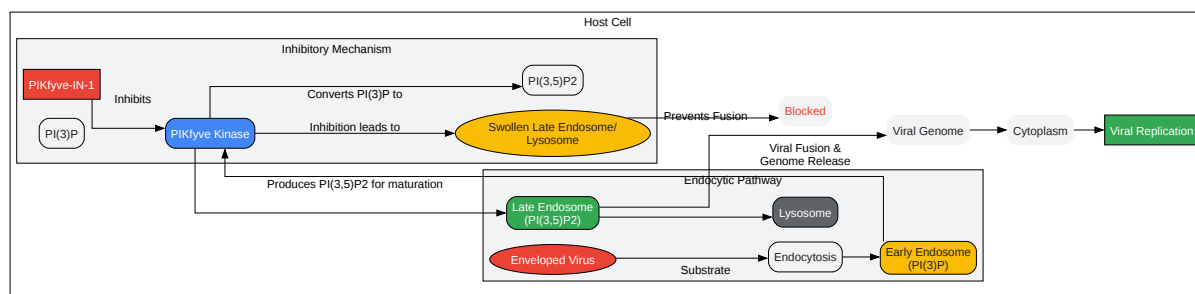 Host Cell
Inhibitory Mechanism
PIKfyve-IN-1
Inhibits
PI(3)P
PIKfyve Kinase
Converts PI(3)P to
PI(3,5)P2
Inhibition leads to
Swollen Late Endosome/
Lysosome
Prevents Fusion
Blocked
Viral Genome
Cytoplasm
Viral Replication
Viral Fusion &
Genome Release
Produces PI(3,5)P2 for maturation
Endocytic Pathway
Late Endosome
(PI(3,5)P2)
Lysosome
Enveloped Virus
Substrate
Endocytosis
Early Endosome
(PI(3)P)